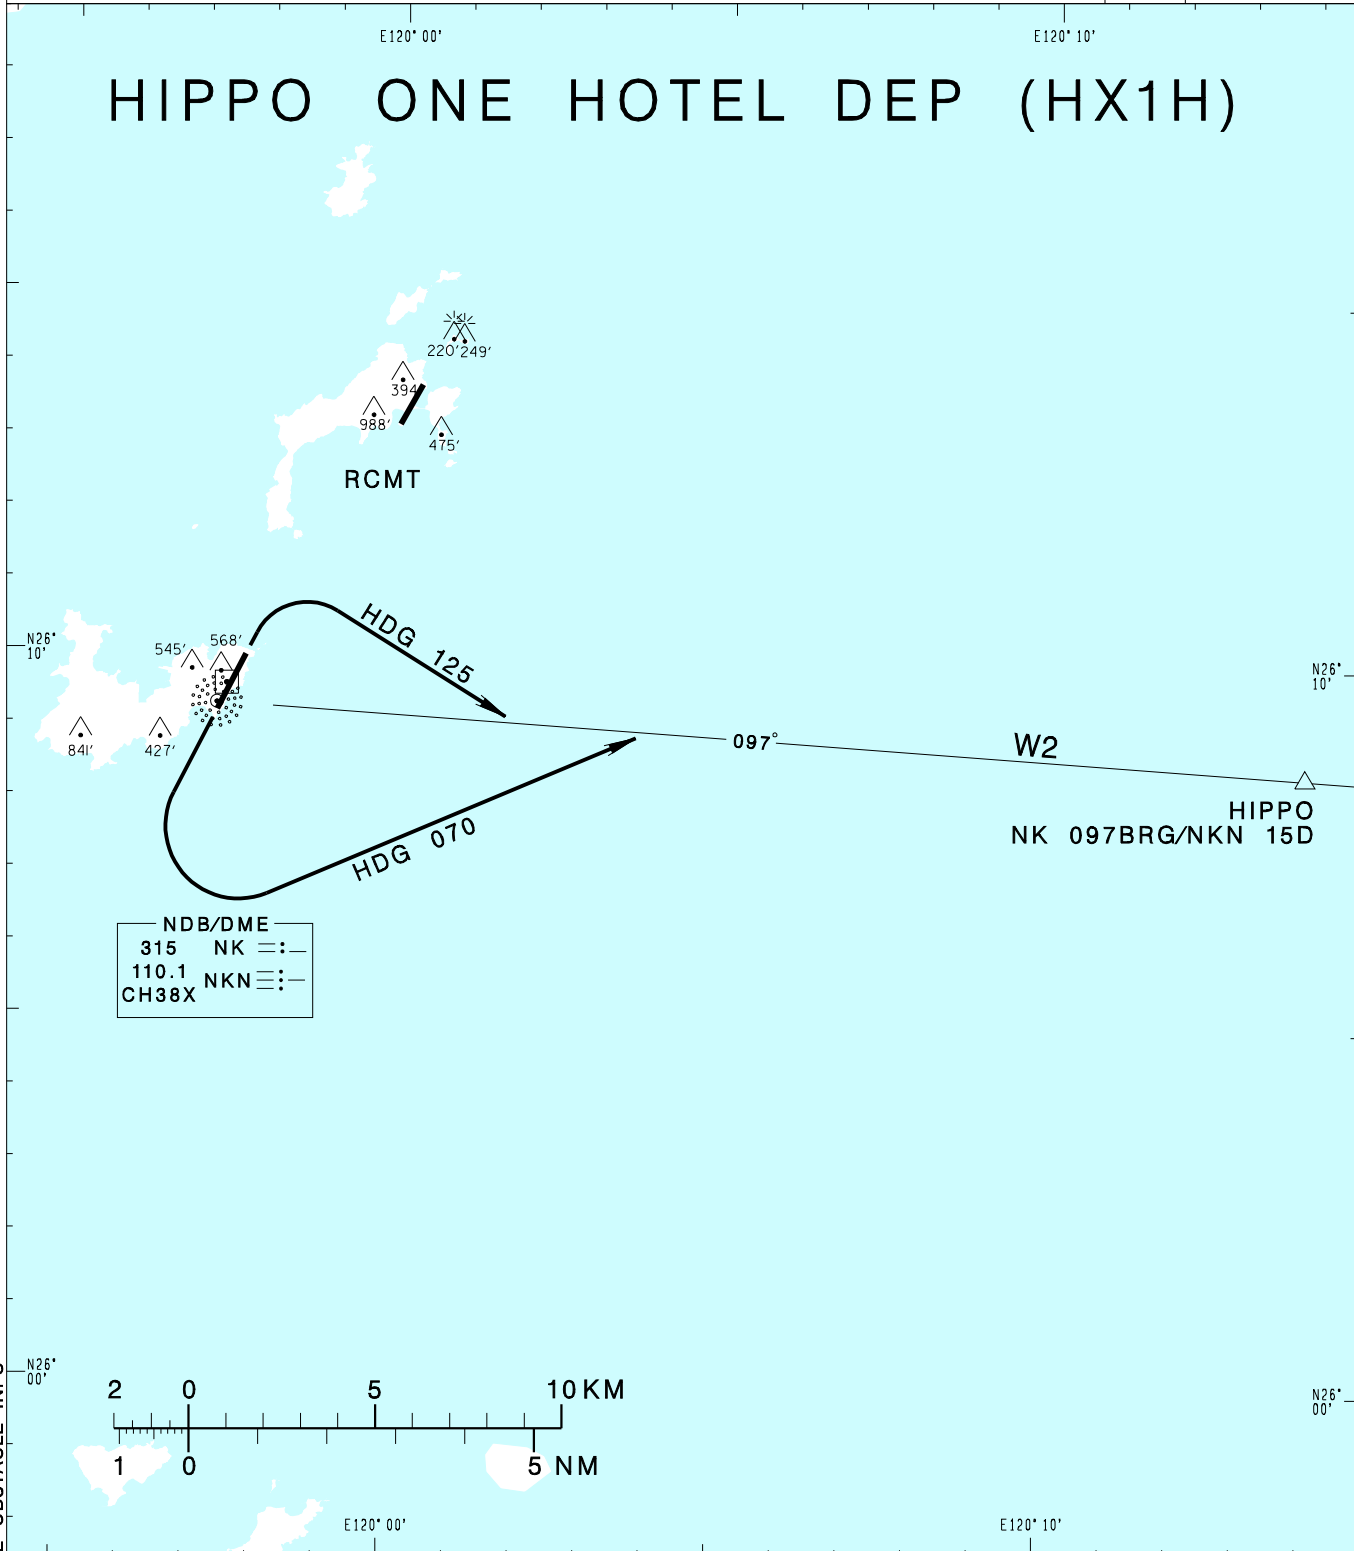 E120° 00'
E120° 10'
HIPPO ONE HOTEL DEP (HX1H)
220' 249'
394
988'
475'
RCMT
HDG 125
N26°
10'
545'
568'
N26°
10'
841'
427'
097°
W2
HIPPO
NK 097BRG/NKN 15D
HDG 070
NDB/DME
315 NK
110.1
CH38X
NKN
N26°
00'
2 0 5 10 KM
N26°
00'
1 0 5 NM
E120° 00'
E120° 10'